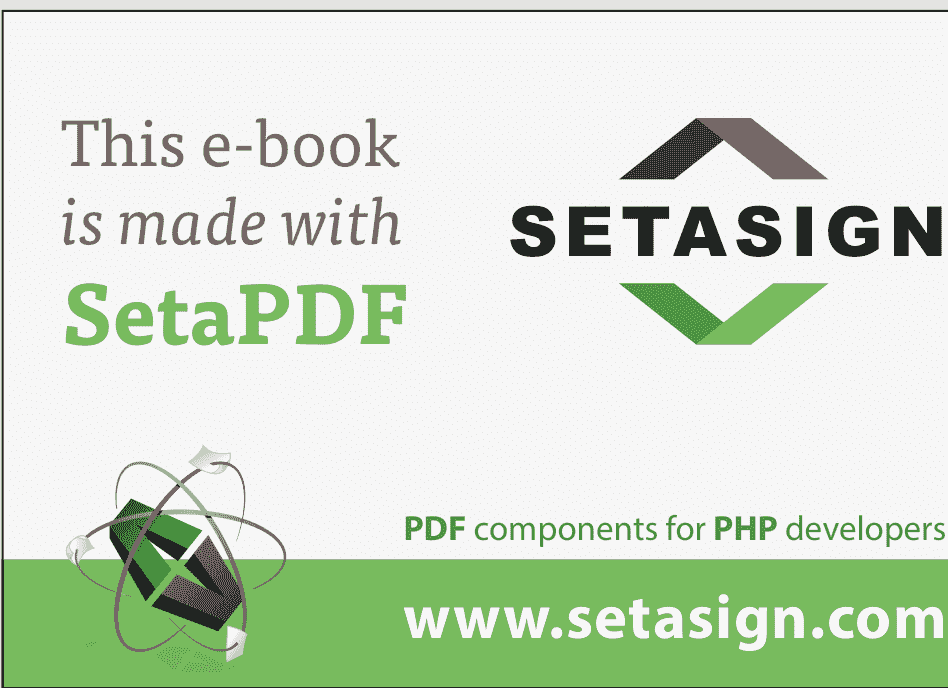 This e-book
is made with
SetaPDF
SETASIGN
PDF components for PHP developers
www.setasign.com